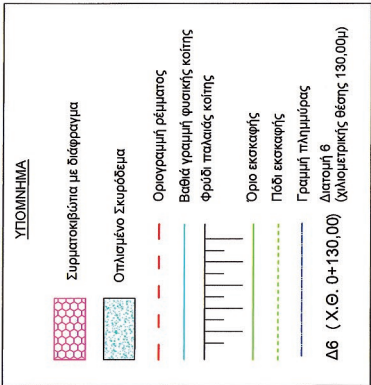 ΥΠΟΜΝΗΜΑ
Συρματοκιβώτια με διάφραγμα
Οπλισμένο Σκυρόδεμα
Οριογραμμή ρέμματος
Βαθιά γραμμή φυσικής κοίτης
Φρύδι παλαιάς κοίτης
Όριο εκσκαφής
Πόδι εκσκαφής
Γραμμή πλημμύρας
Δ6 (Χ.Θ. 0+130,00)
Διατομή 6
(χιλιομετρικής θέσης 130,00μ)